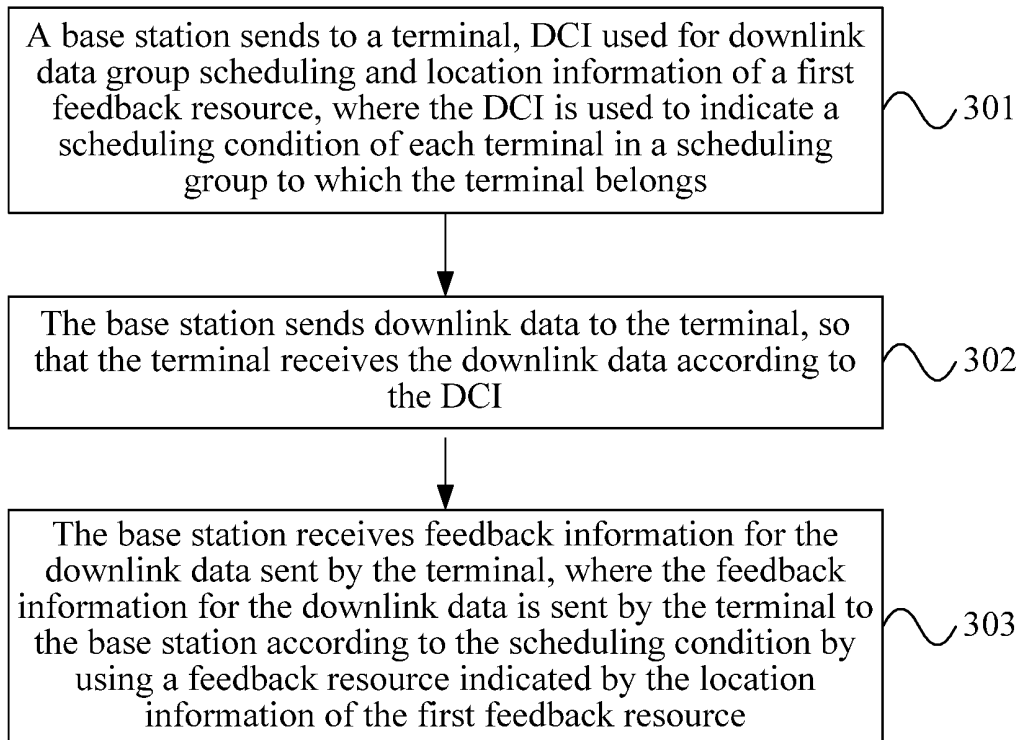 A base station sends to a terminal, DCI used for downlink
data group scheduling and location information of a first
feedback resource, where the DCI is used to indicate a
scheduling condition of each terminal in a scheduling
group to which the terminal belongs
301
The base station sends downlink data to the terminal, so
that the terminal receives the downlink data according to
the DCI
302
The base station receives feedback information for the
downlink data sent by the terminal, where the feedback
information for the downlink data is sent by the terminal to
the base station according to the scheduling condition by
using a feedback resource indicated by the location
information of the first feedback resource
303